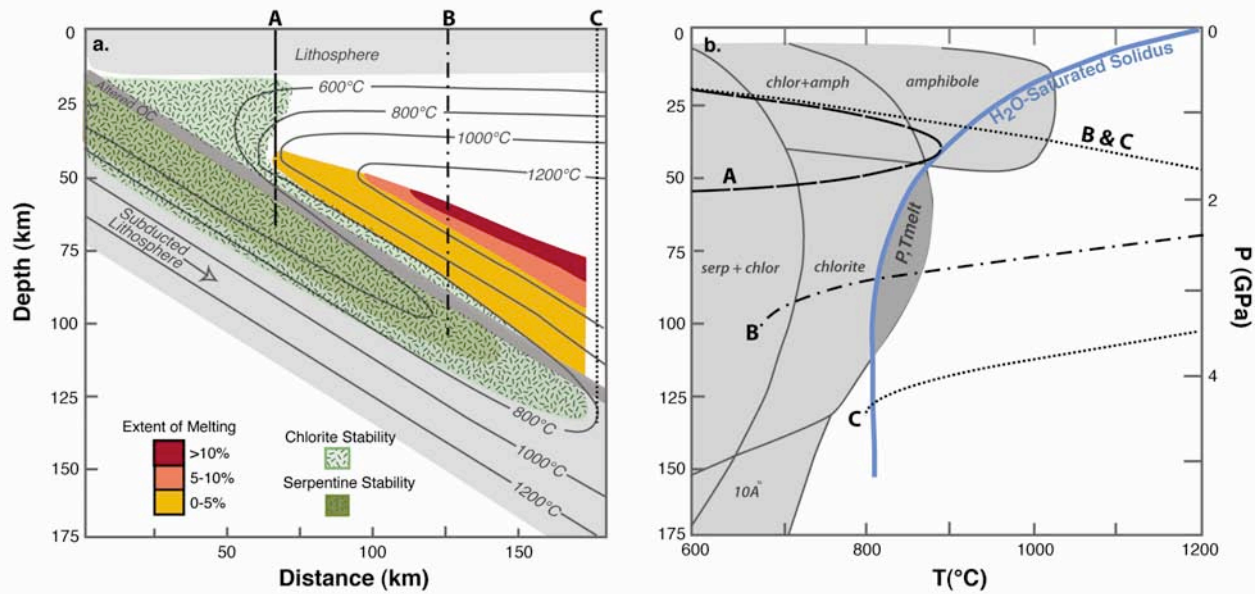 A
B
C
0
25
50
75
100
125
150
175
Depth (km)
50
100
150
Distance (km)
a.
Lithosphere
Altered OC
600°C
800°C
1000°C
1200°C
Subducted
Lithosphere
800°C
1000°C
1200°C
Extent of Melting
>10%
5-10%
0-5%
Chlorite Stability
Serpentine Stability
b.
0
25
50
75
100
125
150
175
600
800
1000
1200
T(°C)
0
2
4
P (GPa)
chlor+amph
amphibole
H2O-Saturated Solidus
B & C
A
P,Tmelt
serp + chlor
chlorite
B
C
10A°